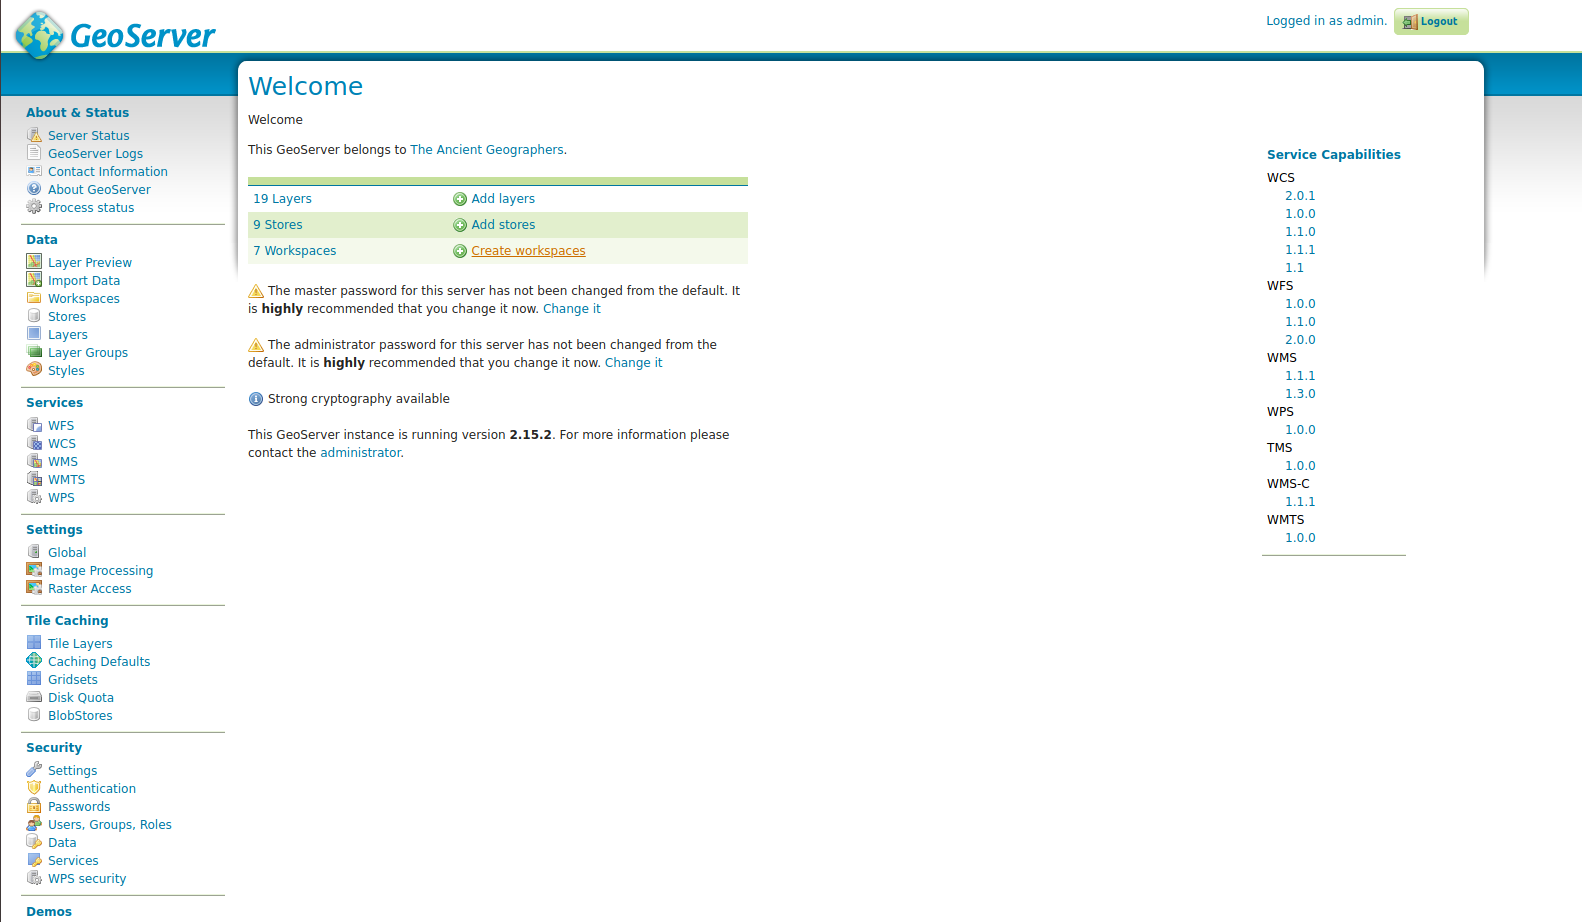 GeoServer
Logged in as admin.
Logout
Welcome
Welcome
This GeoServer belongs to The Ancient Geographers.
19 Layers
Add layers
9 Stores
Add stores
7 Workspaces
Create workspaces
The master password for this server has not been changed from the default. It
is highly recommended that you change it now. Change it
The administrator password for this server has not been changed from the
default. It is highly recommended that you change it now. Change it
Strong cryptography available
This GeoServer instance is running version 2.15.2. For more information please
contact the administrator.
About & Status
Server Status
GeoServer Logs
Contact Information
About GeoServer
Process status
Data
Layer Preview
Import Data
Workspaces
Stores
Layers
Layer Groups
Styles
Services
WFS
WCS
WMS
WMTS
WPS
Settings
Global
Image Processing
Raster Access
Tile Caching
Tile Layers
Caching Defaults
Gridsets
Disk Quota
BlobStores
Security
Settings
Authentication
Passwords
Users, Groups, Roles
Data
Services
WPS security
Demos
Service Capabilities
WCS
2.0.1
1.0.0
1.1.0
1.1.1
1.1
WFS
1.0.0
1.1.0
2.0.0
WMS
1.1.1
1.3.0
WPS
1.0.0
TMS
1.0.0
WMS-C
1.1.1
WMTS
1.0.0